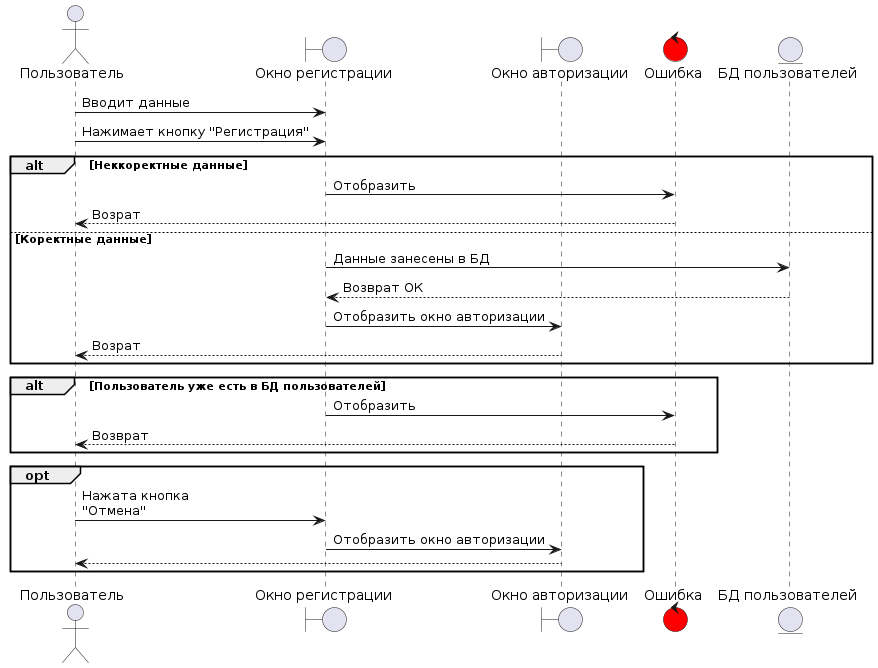 Пользователь
Окно регистрации
Окно авторизации
Ошибка
БД пользователей
Вводит данные
Нажимает кнопку "Регистрация"
alt
[Неккоректные данные]
Отобразить
Возрат
[Коректные данные]
Данные занесены в БД
Возврат ОК
Отобразить окно авторизации
Возрат
alt
[Пользователь уже есть в БД пользователей]
Отобразить
Возврат
opt
Нажата кнопка
"Отмена"
Отобразить окно авторизации
Пользователь
Окно регистрации
Окно авторизации
Ошибка
БД пользователей